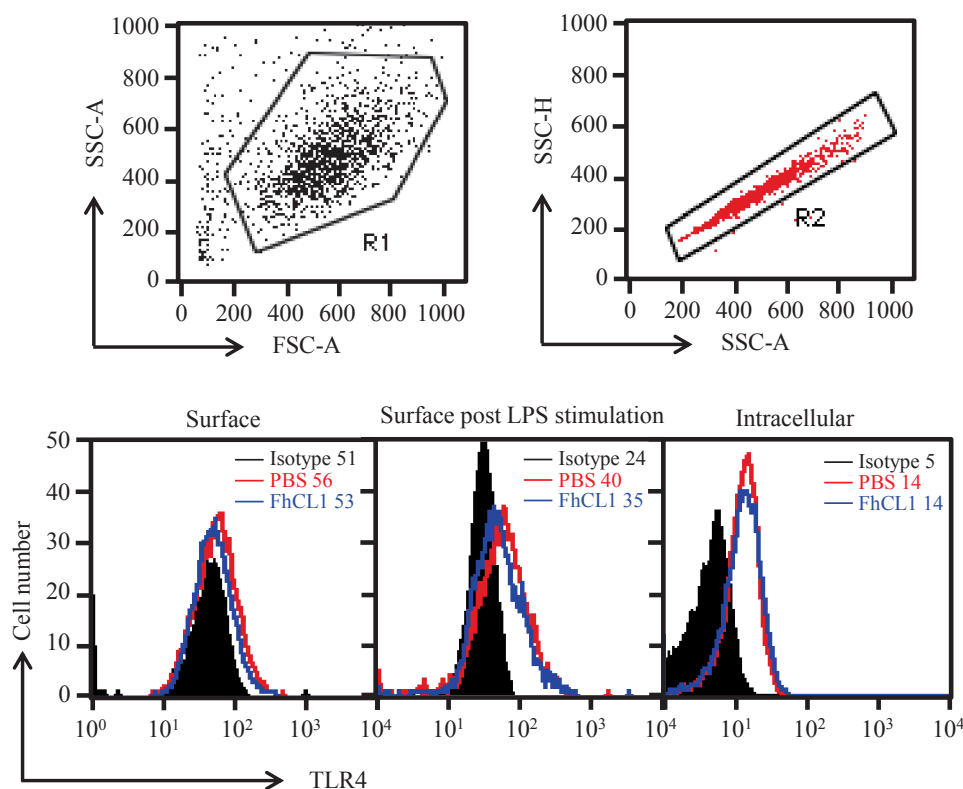 1000
800
600
400
200
0
SSC-A
R1
0 200 400 600 800 1000
FSC-A
1000
800
600
400
200
0
SSC-H
R2
0 200 400 600 800 1000
SSC-A
Surface
Surface post LPS stimulation
Intracellular
50
40
30
20
10
0
Cell number
Isotype 51
PBS 56
FhCL1 53
Isotype 24
PBS 40
FhCL1 35
Isotype 5
PBS 14
FhCL1 14
10⁰ 10¹ 10² 10³ 10⁴ 10¹ 10² 10³ 10⁴ 10¹ 10² 10³ 10⁴
TLR4